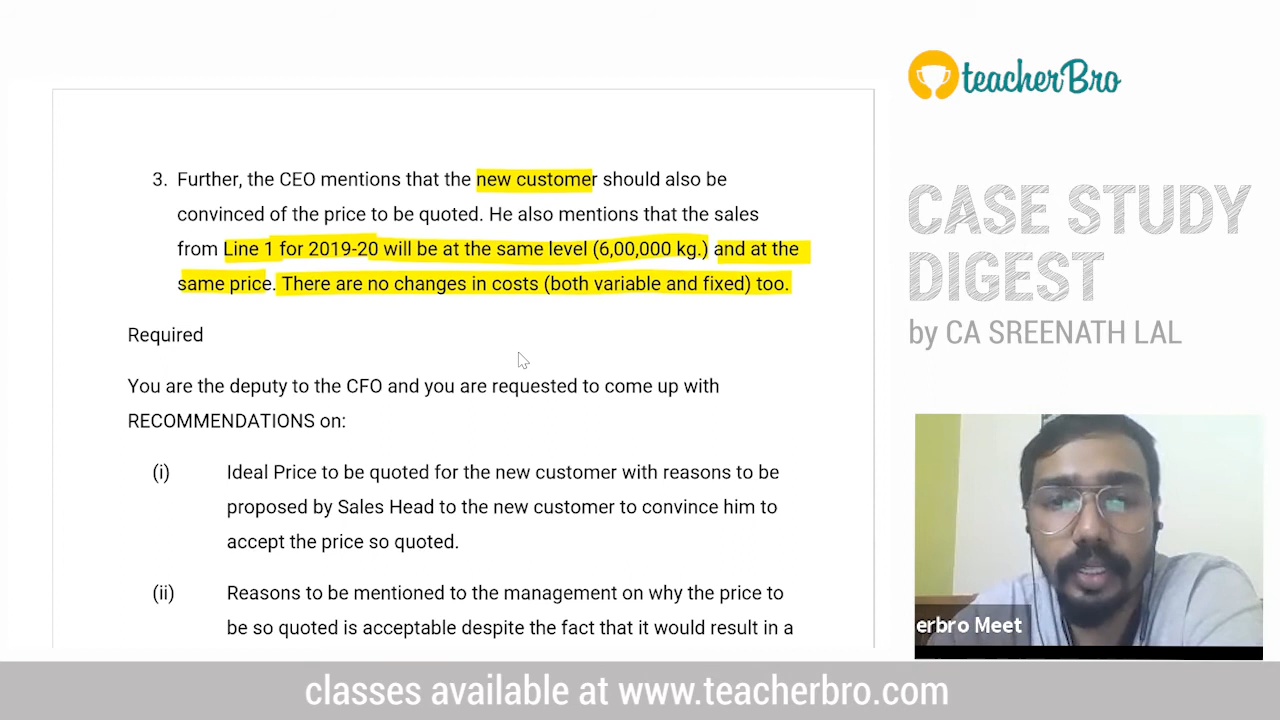 3. Further, the CEO mentions that the new customer should also be
convinced of the price to be quoted. He also mentions that the sales
from Line 1 for 2019-20 will be at the same level (6,00,000 kg.) and at the
same price. There are no changes in costs (both variable and fixed) too.
Required
You are the deputy to the CFO and you are requested to come up with
RECOMMENDATIONS on:
(i) Ideal Price to be quoted for the new customer with reasons to be
proposed by Sales Head to the new customer to convince him to
accept the price so quoted.
(ii) Reasons to be mentioned to the management on why the price to
be so quoted is acceptable despite the fact that it would result in a
teacherBro
CASE STUDY
DIGEST
by CA SREENATH LAL
erbro Meet
classes available at www.teacherbro.com